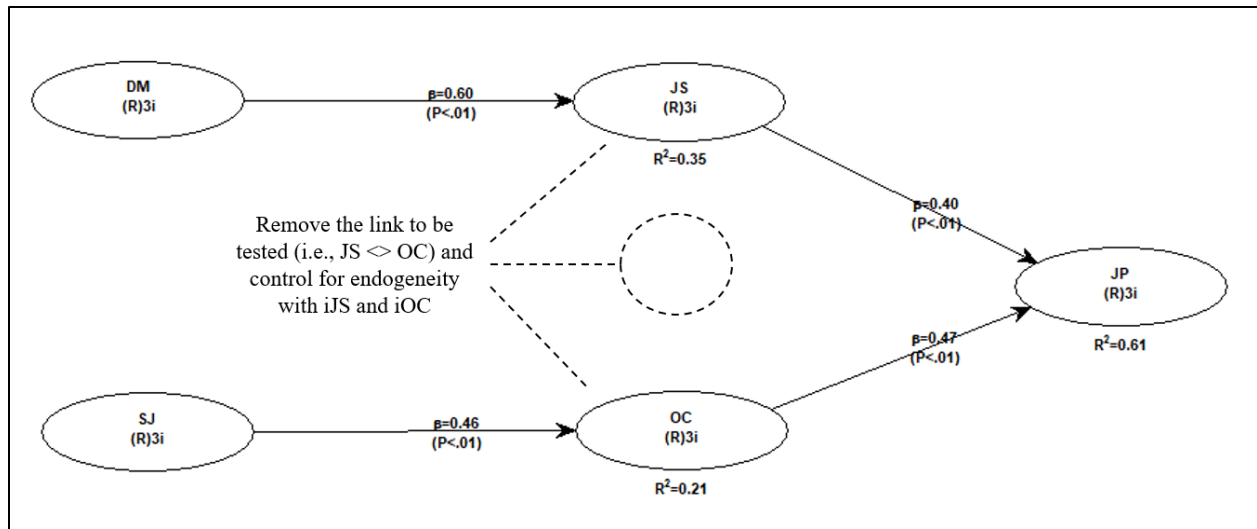 DM
(R)3i
β=0.60
(P<.01)
JS
(R)3i
R²=0.35
Remove the link to be
tested (i.e., JS <> OC) and
control for endogeneity
with iJS and iOC
β=0.40
(P<.01)
JP
(R)3i
R²=0.61
β=0.47
(P<.01)
SJ
(R)3i
β=0.46
(P<.01)
OC
(R)3i
R²=0.21